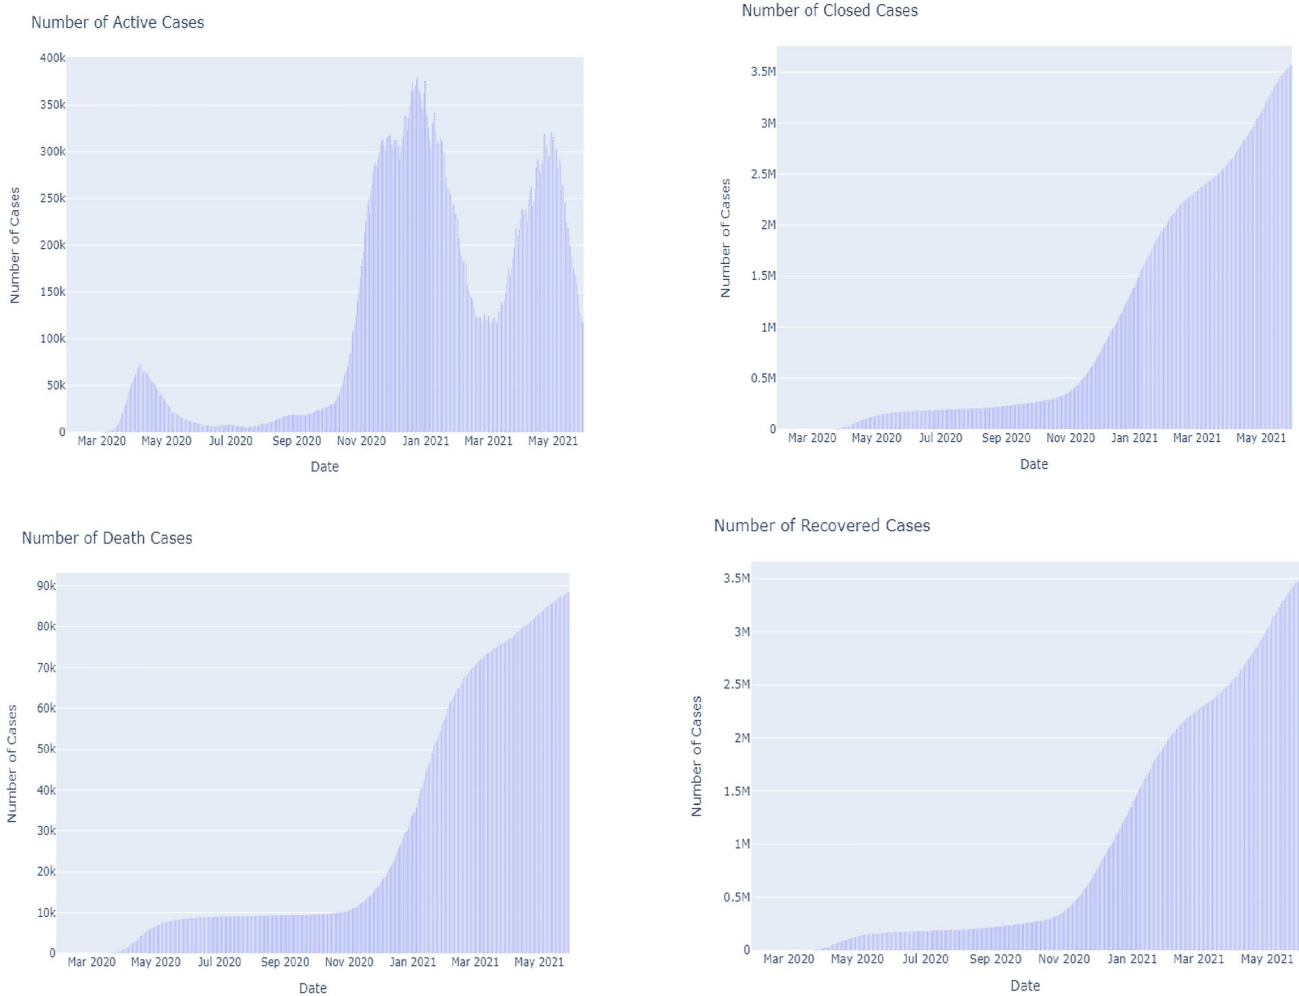 Number of Active Cases
400k
350k
300k
250k
200k
150k
100k
50k
0
Number of Cases
Mar 2020 May 2020 Jul 2020 Sep 2020 Nov 2020 Jan 2021 Mar 2021 May 2021
Date
Number of Closed Cases
3.5M
3M
2.5M
2M
1.5M
1M
0.5M
0
Number of Cases
Mar 2020 May 2020 Jul 2020 Sep 2020 Nov 2020 Jan 2021 Mar 2021 May 2021
Date
Number of Death Cases
90k
80k
70k
60k
50k
40k
30k
20k
10k
0
Number of Cases
Mar 2020 May 2020 Jul 2020 Sep 2020 Nov 2020 Jan 2021 Mar 2021 May 2021
Date
Number of Recovered Cases
3.5M
3M
2.5M
2M
1.5M
1M
0.5M
0
Number of Cases
Mar 2020 May 2020 Jul 2020 Sep 2020 Nov 2020 Jan 2021 Mar 2021 May 2021
Date